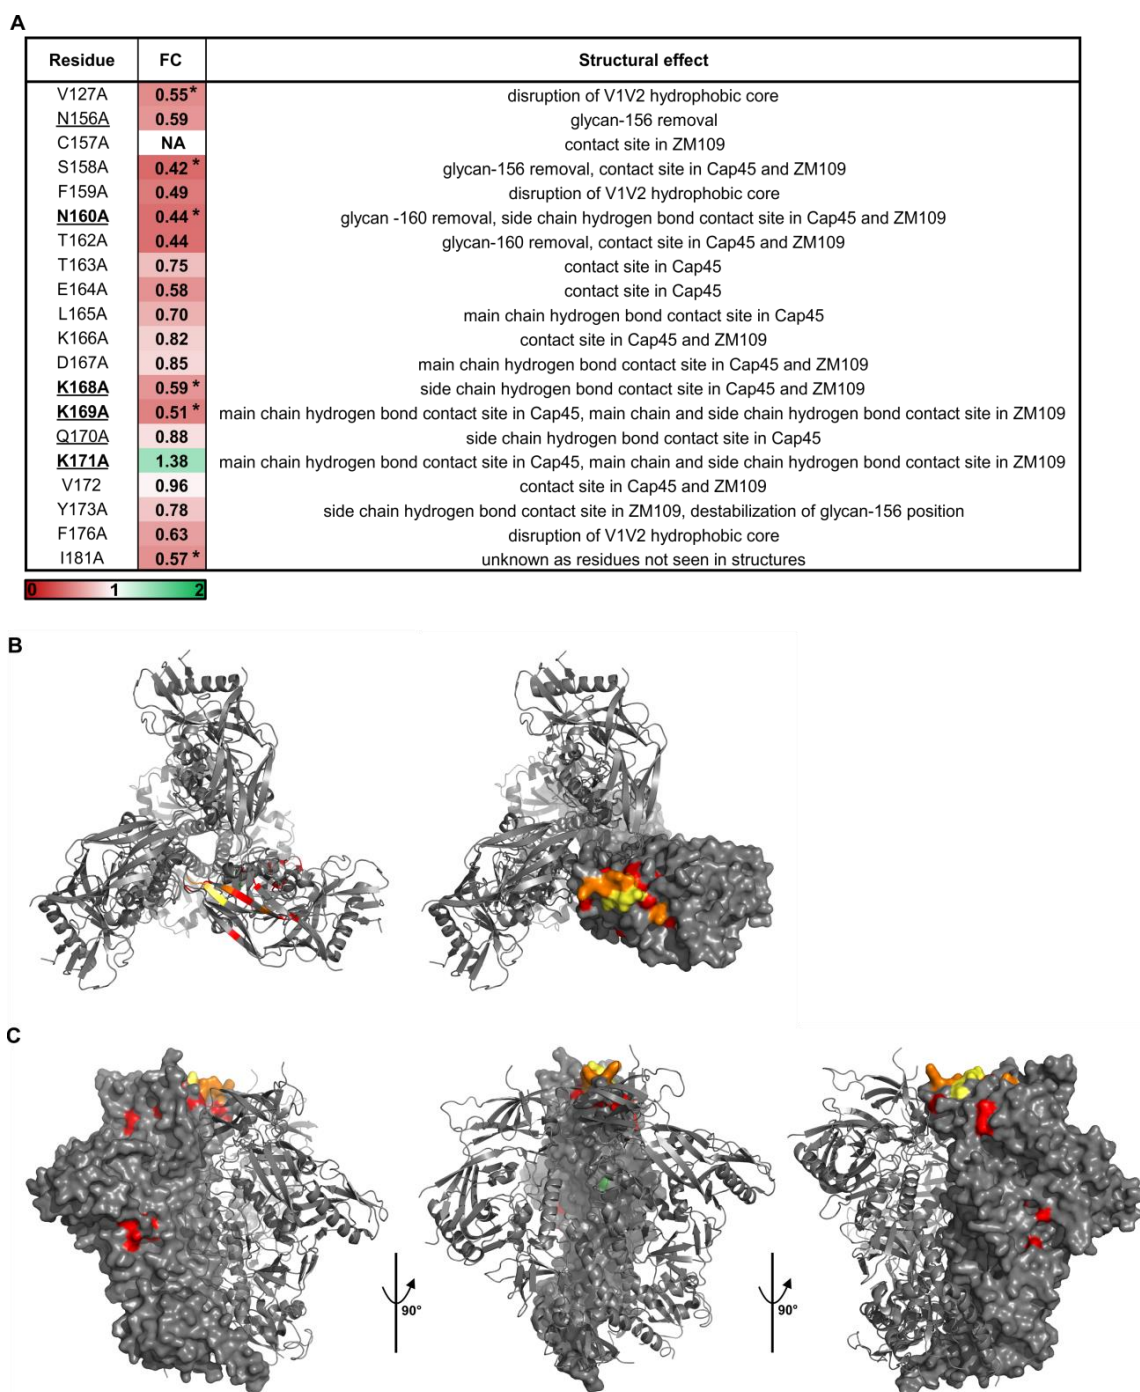 A
Residue FC Structural effect
V127A 0.55* disruption of V1V2 hydrophobic core
N156A 0.59 glycan-156 removal
C157A NA contact site in ZM109
S158A 0.42* glycan-156 removal, contact site in Cap45 and ZM109
F159A 0.49 disruption of V1V2 hydrophobic core
N160A 0.44* glycan -160 removal, side chain hydrogen bond contact site in Cap45 and ZM109
T162A 0.44 glycan-160 removal, contact site in Cap45 and ZM109
T163A 0.75 contact site in Cap45
E164A 0.58 contact site in Cap45
L165A 0.70 main chain hydrogen bond contact site in Cap45
K166A 0.82 contact site in Cap45 and ZM109
D167A 0.85 main chain hydrogen bond contact site in Cap45 and ZM109
K168A 0.59* side chain hydrogen bond contact site in Cap45 and ZM109
K169A 0.51* main chain hydrogen bond contact site in Cap45, main chain and side chain hydrogen bond contact site in ZM109
Q170A 0.88 side chain hydrogen bond contact site in Cap45
K171A 1.38 main chain hydrogen bond contact site in Cap45, main chain and side chain hydrogen bond contact site in ZM109
V172 0.96 contact site in Cap45 and ZM109
Y173A 0.78 side chain hydrogen bond contact site in ZM109, destabilization of glycan-156 position
F176A 0.63 disruption of V1V2 hydrophobic core
I181A 0.57* unknown as residues not seen in structures
0 1 2
B
C
90° 90°